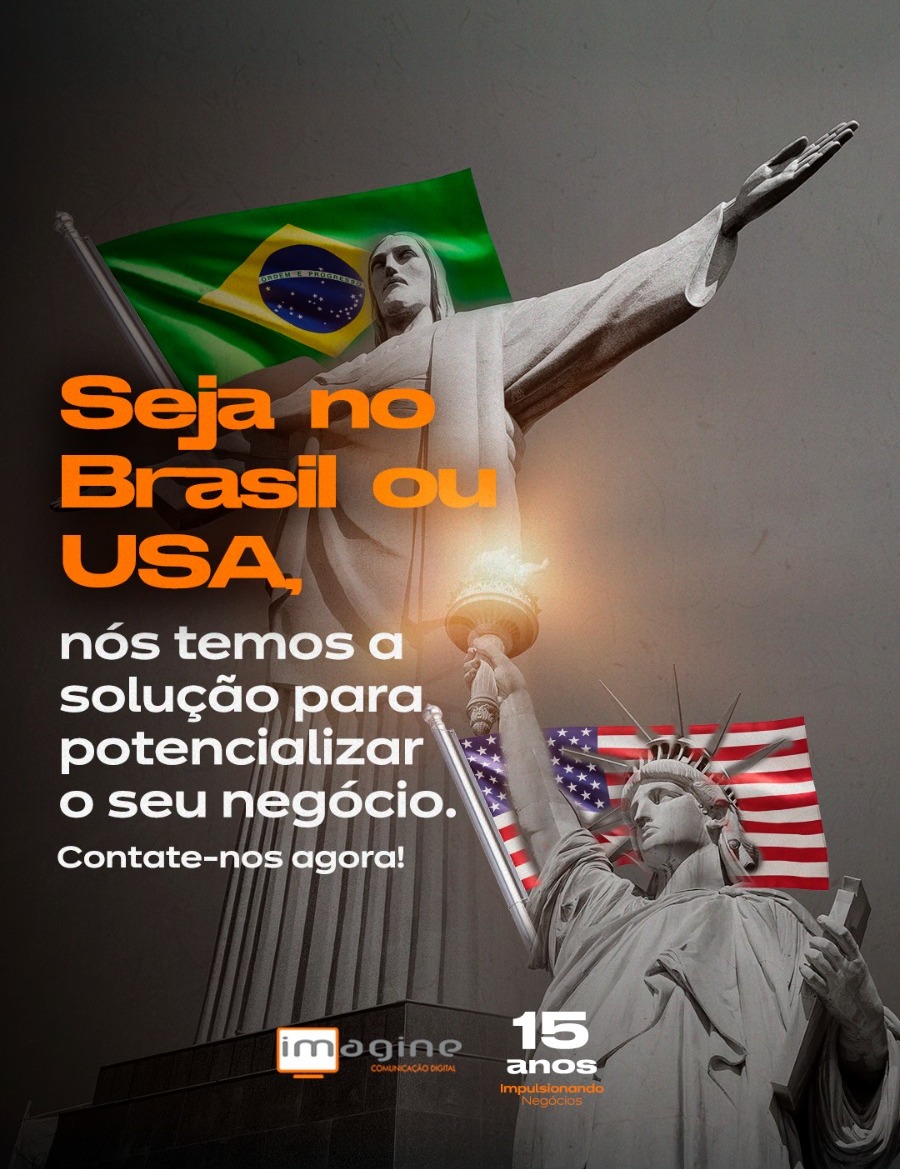 ORDEM E PROGRESSO
Seja no
Brasil ou
USA,
nós temos a
solução para
potencializar
o seu negócio.
Contate-nos agora!
imagine
COMUNICAÇÃO DIGITAL
15
anos
Impulsionando
Negócios